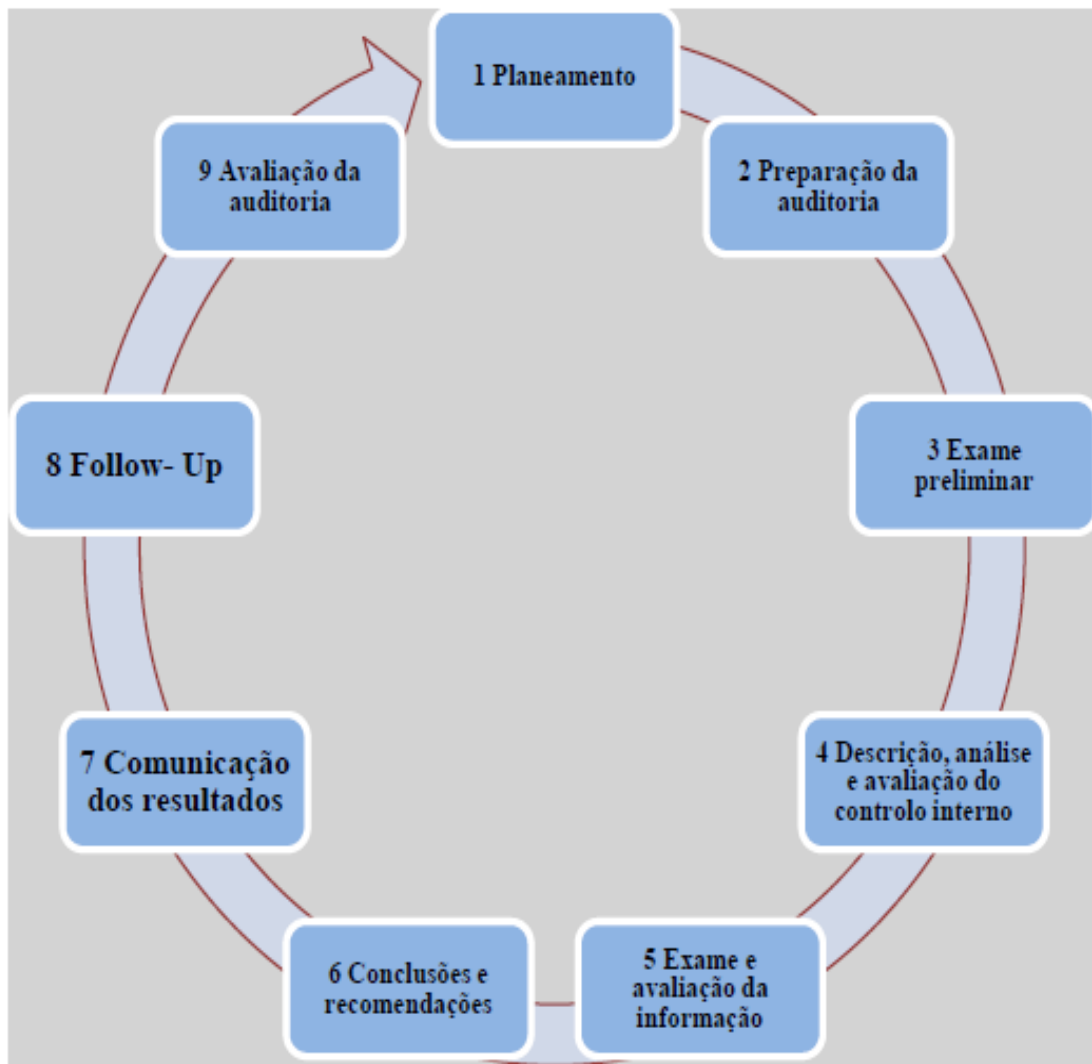 1 Planeamento
2 Preparação da
auditoria
3 Exame
preliminar
4 Descrição, análise
e avaliação do
controlo interno
5 Exame e
avaliação da
informação
6 Conclusões e
recomendações
7 Comunicação
dos resultados
8 Follow- Up
9 Avaliação da
auditoria